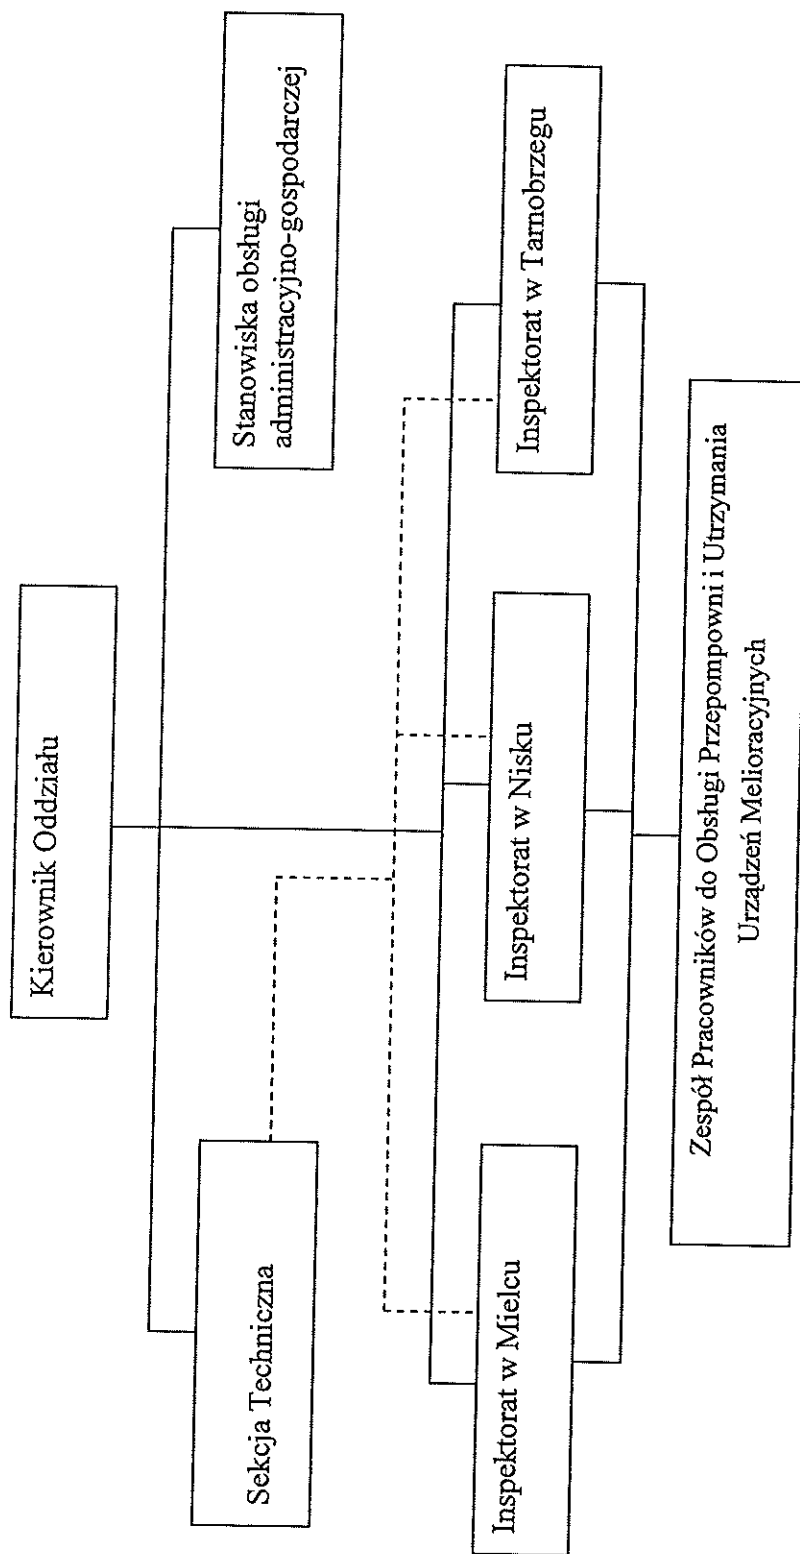 Kierownik Oddziału
Sekcja Techniczna
Stanowiska obsługi
administracyjno-gospodarczej
Inspektorat w Mielcu
Inspektorat w Nisku
Inspektorat w Tarnobrzegu
Zespół Pracowników do Obsługi Przepompowni i Utrzymania
Urządzeń Melioracyjnych